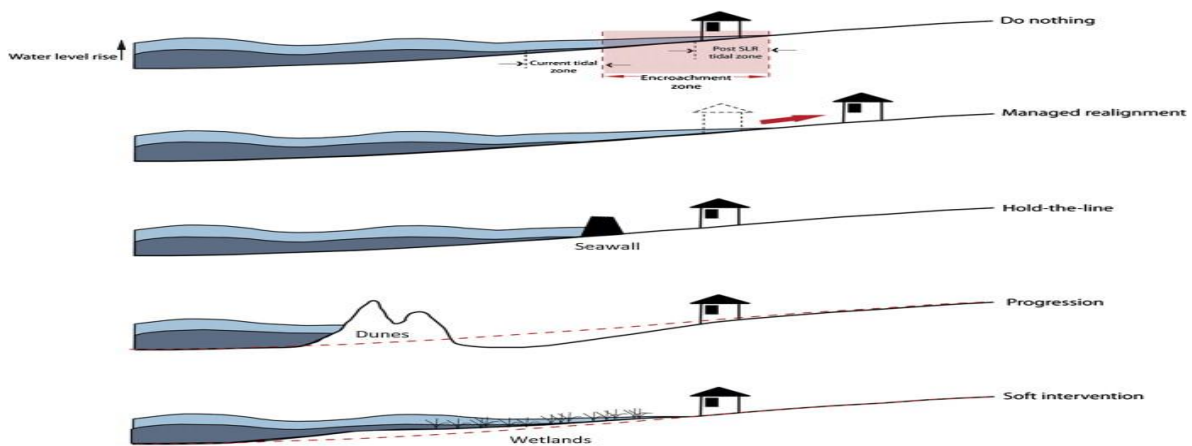 Do nothing
Water level rise
Post SLR
tidal zone
Current tidal
zone
Encroachment
zone
Managed realignment
Hold-the-line
Seawall
Progression
Dunes
Soft intervention
Wetlands